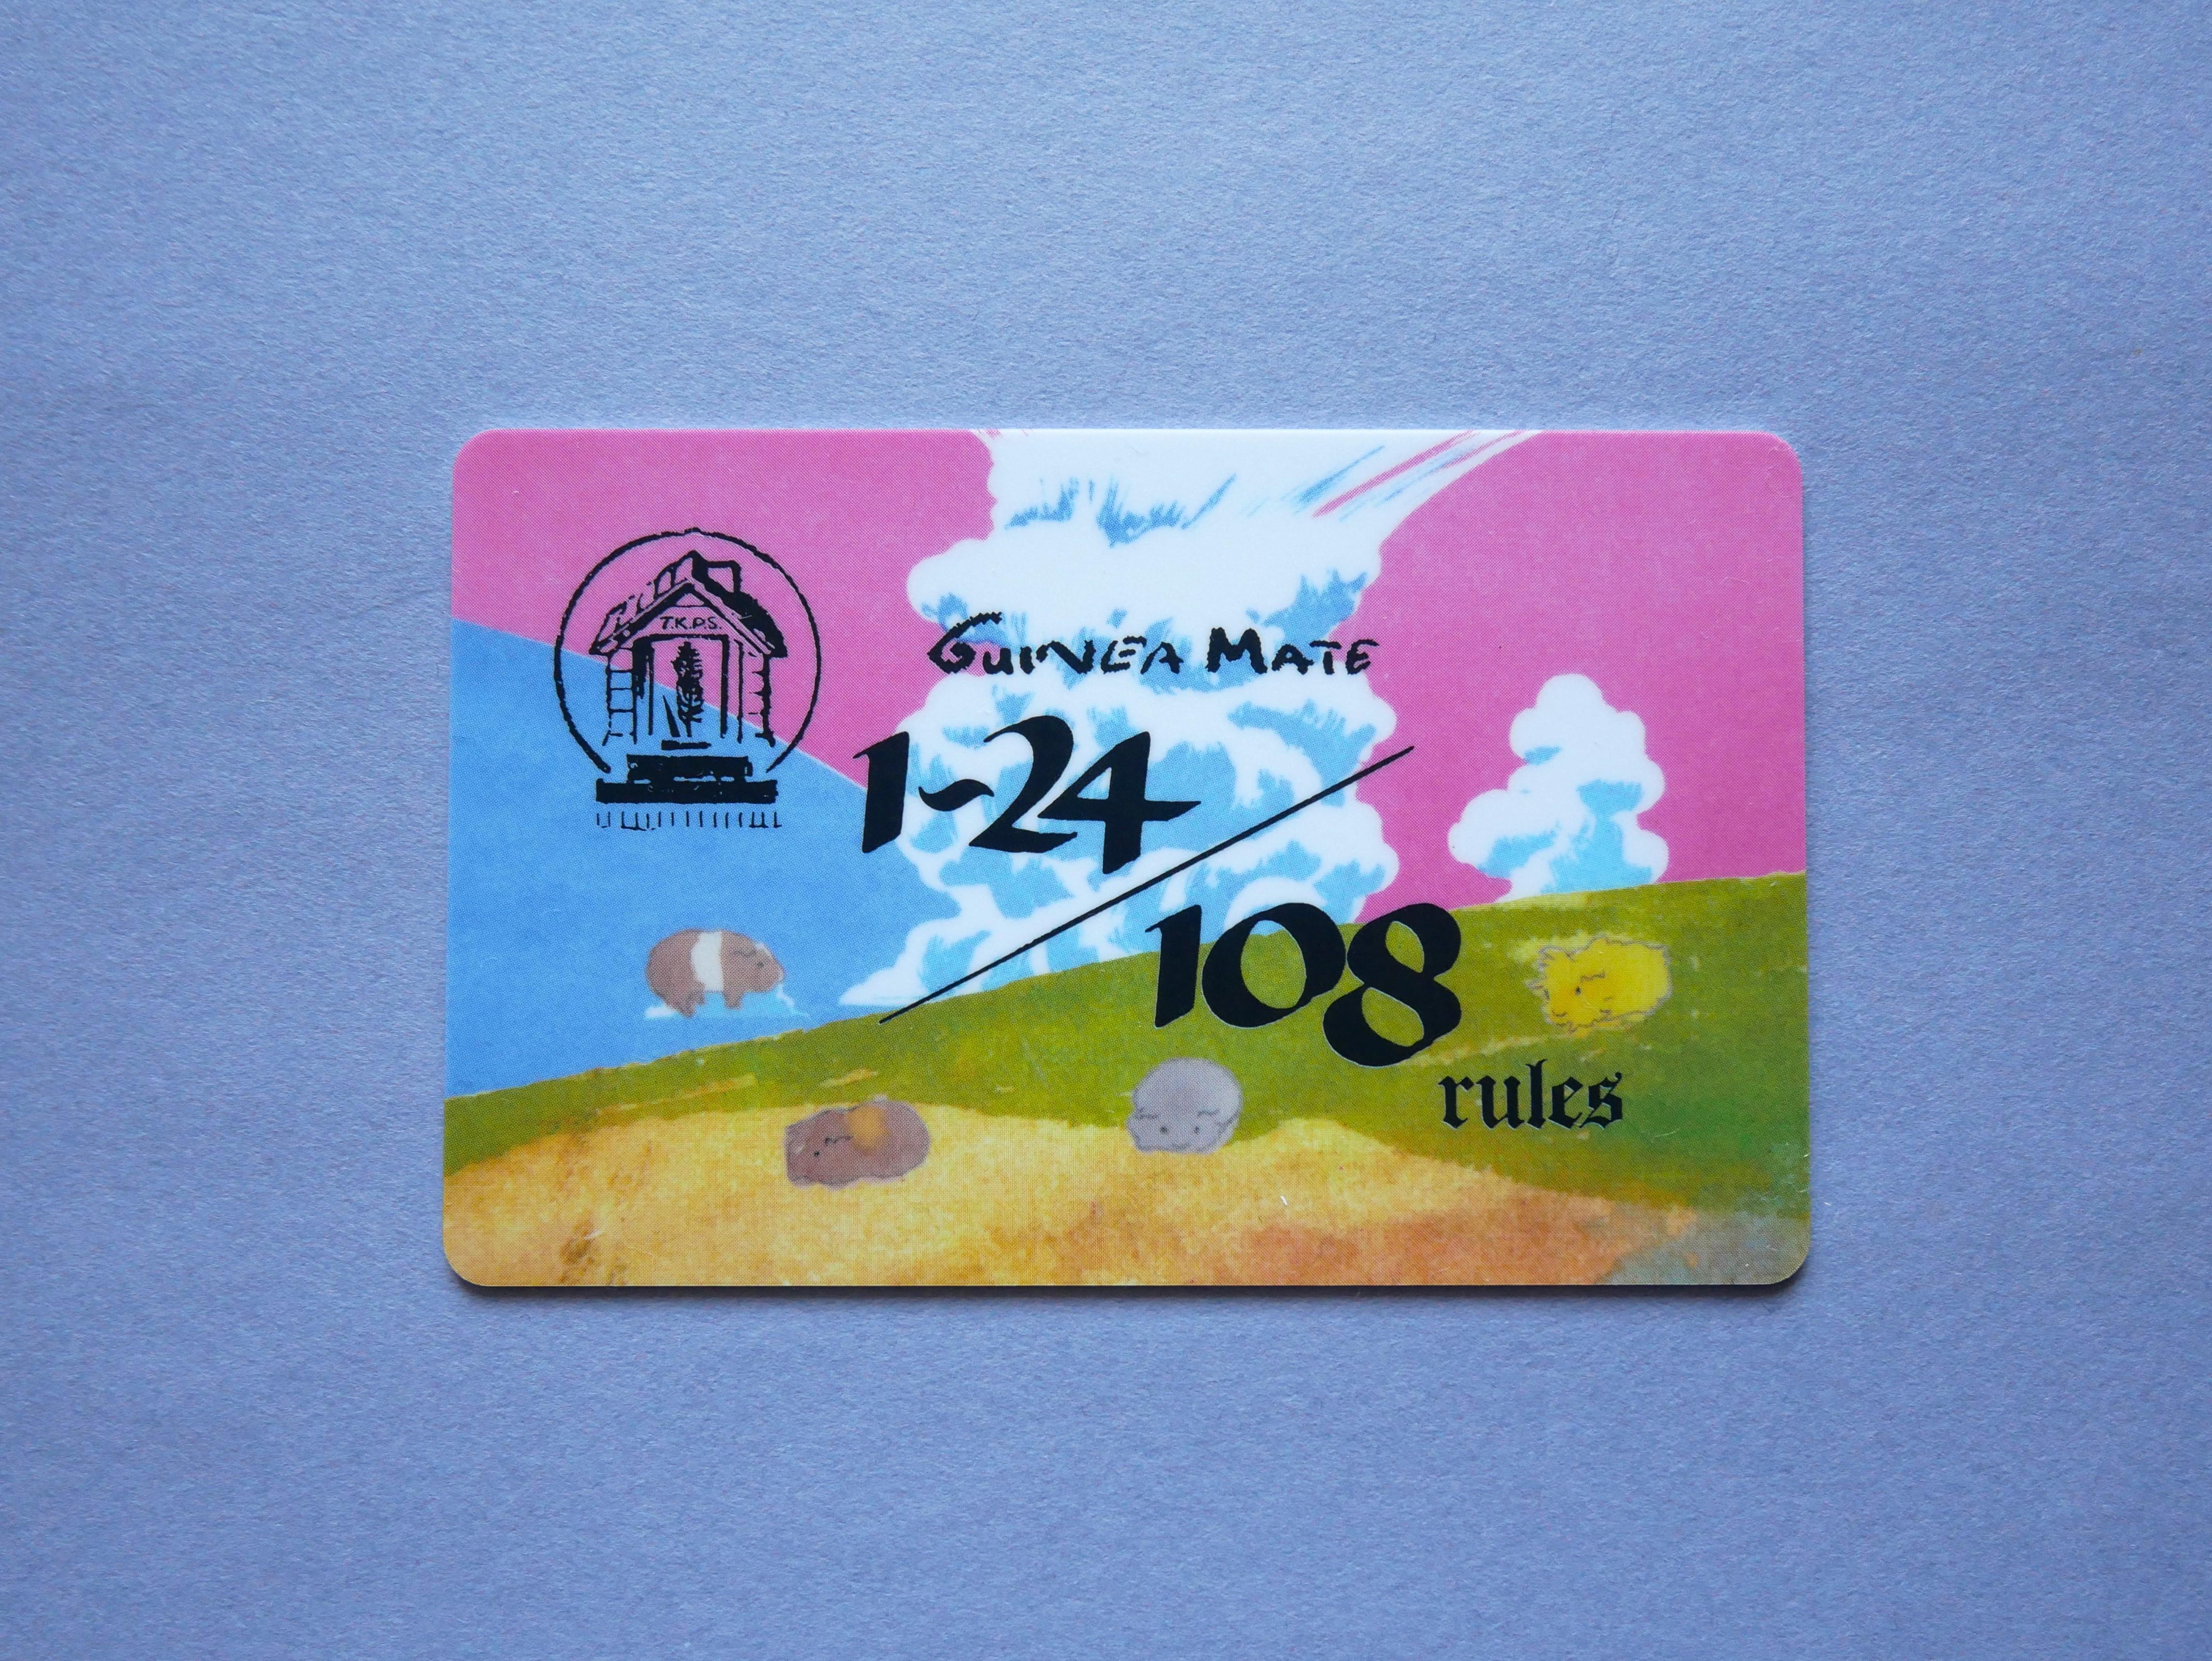 T.K.P.S.
GUINEA MATE
1~24
108
rules